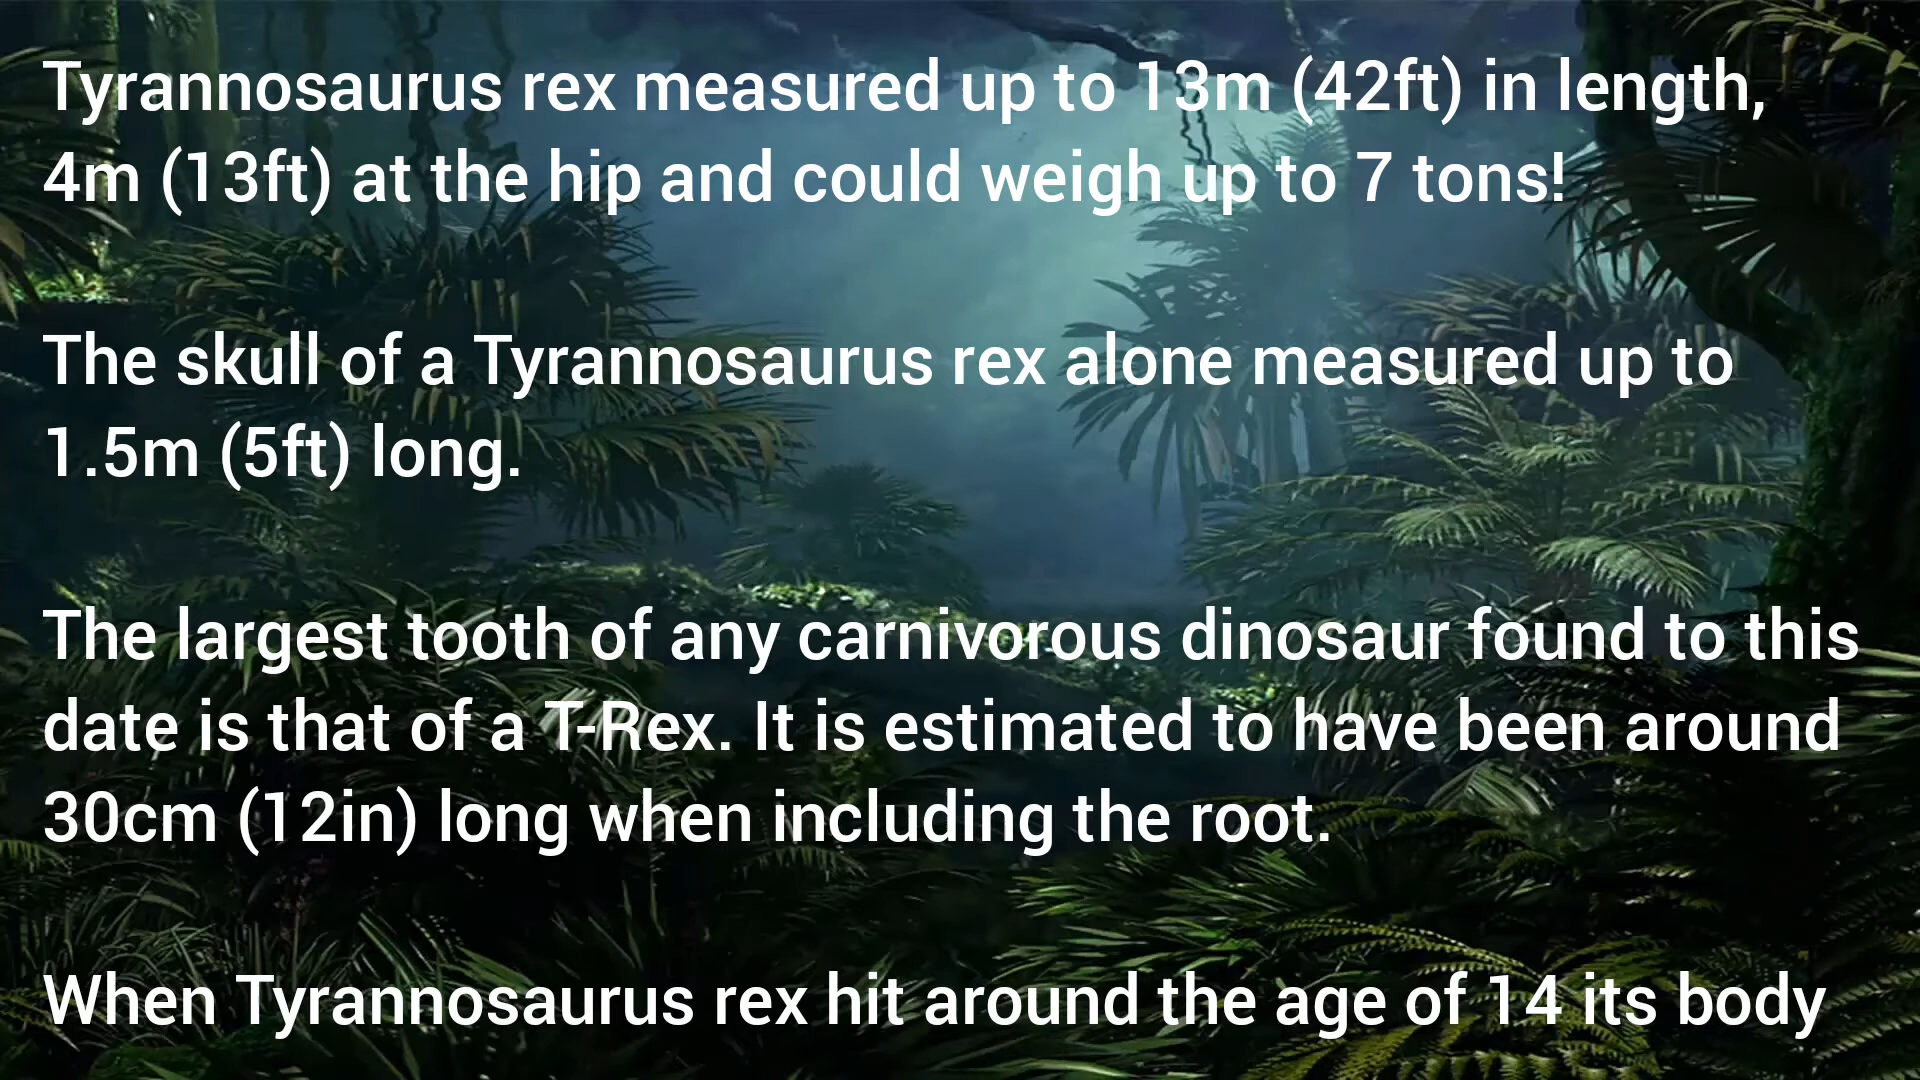 Tyrannosaurus rex measured up to 13m (42ft) in length,
4m (13ft) at the hip and could weigh up to 7 tons!
The skull of a Tyrannosaurus rex alone measured up to
1.5m (5ft) long.
The largest tooth of any carnivorous dinosaur found to this
date is that of a T-Rex. It is estimated to have been around
30cm (12in) long when including the root.
When Tyrannosaurus rex hit around the age of 14 its body